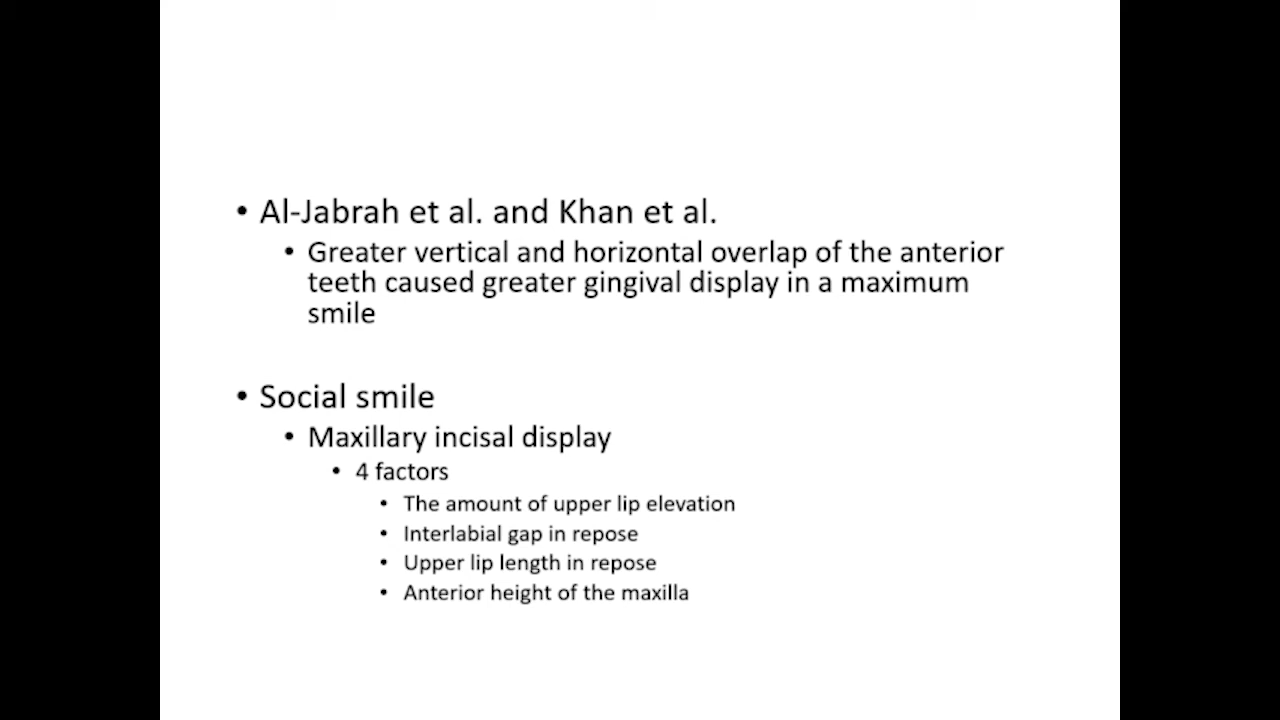 • Al-Jabrah et al. and Khan et al.
• Greater vertical and horizontal overlap of the anterior
teeth caused greater gingival display in a maximum
smile
• Social smile
• Maxillary incisal display
• 4 factors
• The amount of upper lip elevation
• Interlabial gap in repose
• Upper lip length in repose
• Anterior height of the maxilla